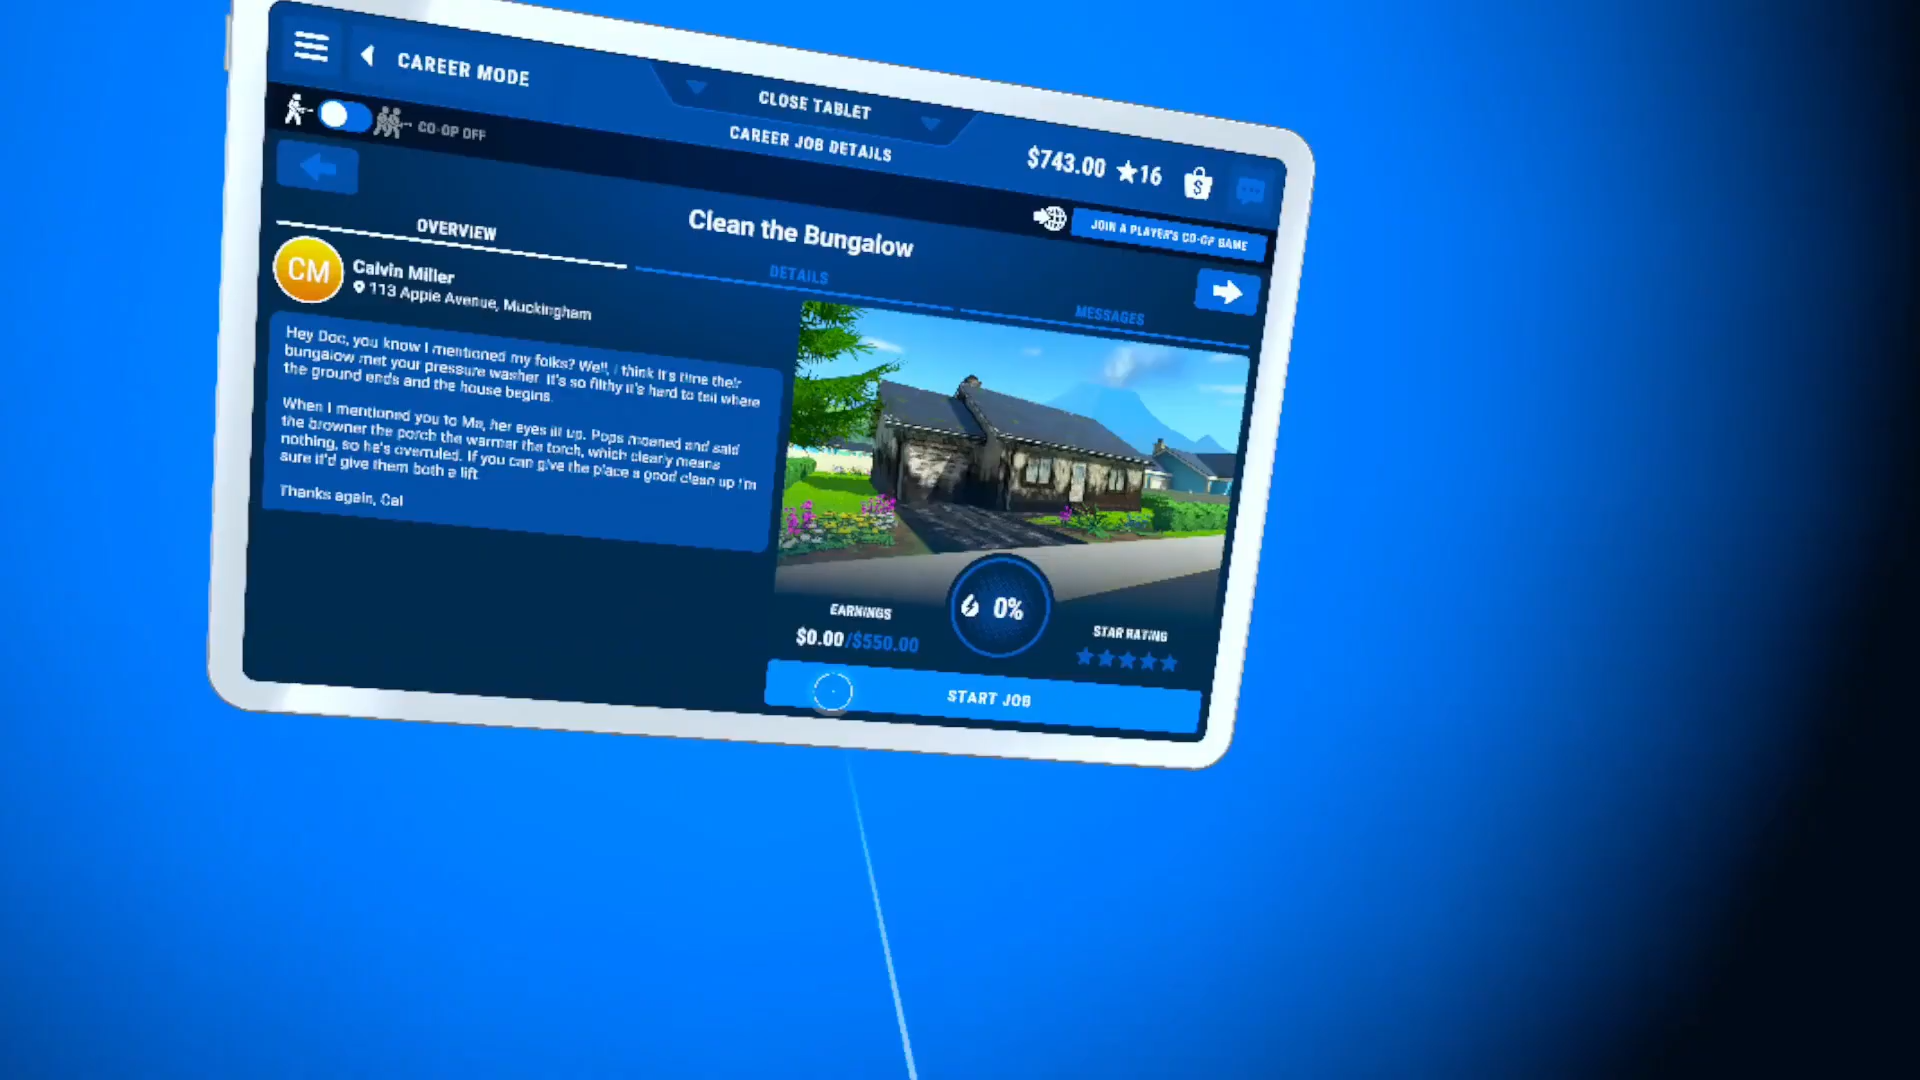 CAREER MODE
CLOSE TABLET
CO-OP OFF
CAREER JOB DETAILS
$743.00 ★16
JOIN A PLAYER'S CO-OP GAME
OVERVIEW
Clean the Bungalow
DETAILS
MESSAGES
CM
Calvin Miller
113 Apple Avenue, Muckingham
Hey Doc, you know I mentioned my folks? Well, I think it's time their
bungalow met your pressure washer. It's so filthy it's hard to tell where
the ground ends and the house begins.
When I mentioned you to Ma, her eyes lit up. Pops moaned and said
the browner the porch the warmer the torch, which clearly means
nothing, so he's overruled. If you can give the place a good clean up I'm
sure it'd give them both a lift.
Thanks again, Cal
0%
EARNINGS
$0.00/$550.00
STAR RATING
START JOB